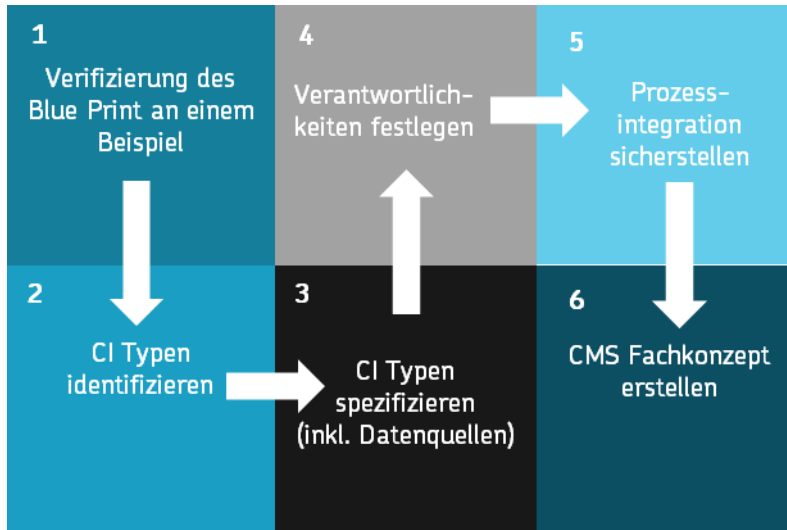 1
Verifizierung des
Blue Print an einem
Beispiel
2
CI Typen
identifizieren
3
CI Typen
spezifizieren
(inkl. Datenquellen)
4
Verantwortlich-
keiten festlegen
5
Prozess-
integration
sicherstellen
6
CMS Fachkonzept
erstellen